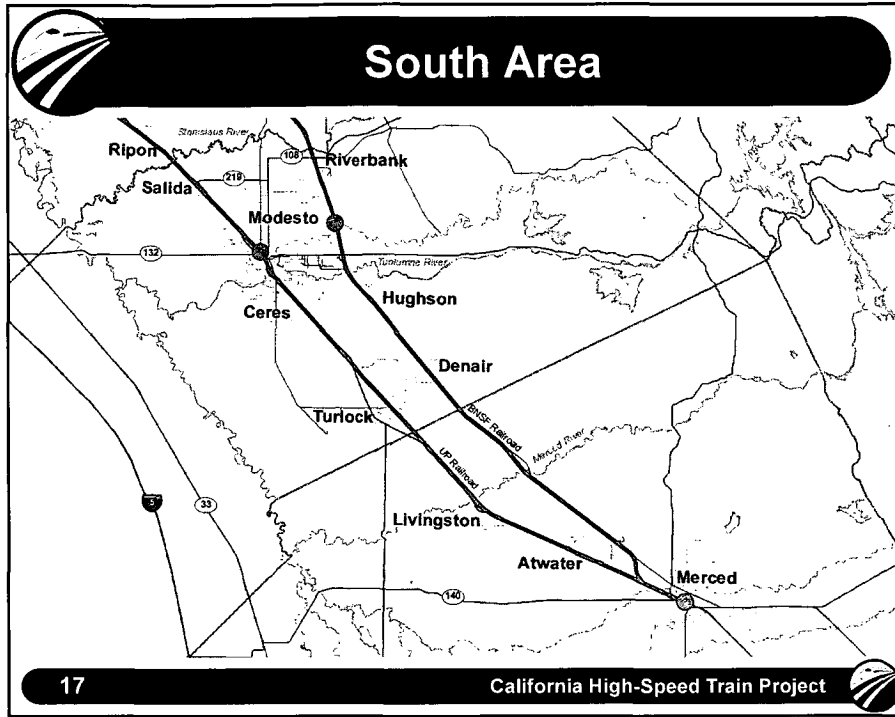 South Area
Stanislaus River
Ripon
108
Riverbank
Salida
219
Modesto
132
Tuolumne River
Ceres
Hughson
Denair
Turlock
BNSF Railroad
Merced River
UP Railroad
5
33
Livingston
Atwater
Merced
140
17
California High-Speed Train Project